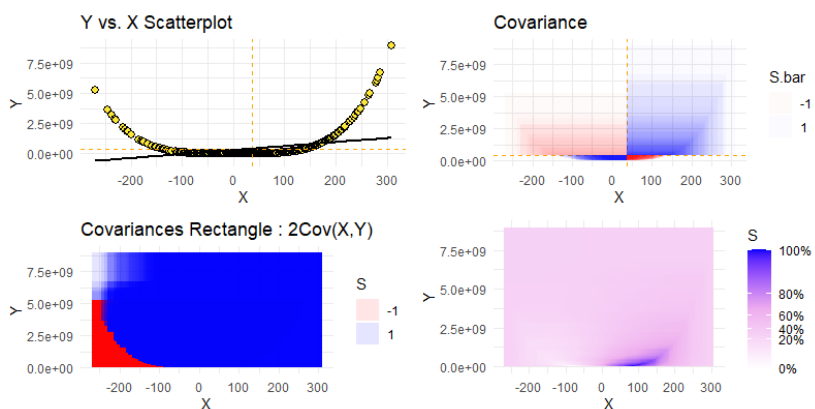 Y vs. X Scatterplot
7.5e+09
5.0e+09
2.5e+09
0.0e+00
Y
-200 -100 0 100 200 300
X
Covariance
7.5e+09
5.0e+09
2.5e+09
0.0e+00
Y
-200 -100 0 100 200 300
X
S.bar
-1
1
Covariances Rectangle : 2Cov(X,Y)
7.5e+09
5.0e+09
2.5e+09
0.0e+00
Y
-200 -100 0 100 200 300
X
S
-1
1
7.5e+09
5.0e+09
2.5e+09
0.0e+00
Y
-200 -100 0 100 200 300
X
S
100%
80%
60%
40%
20%
0%